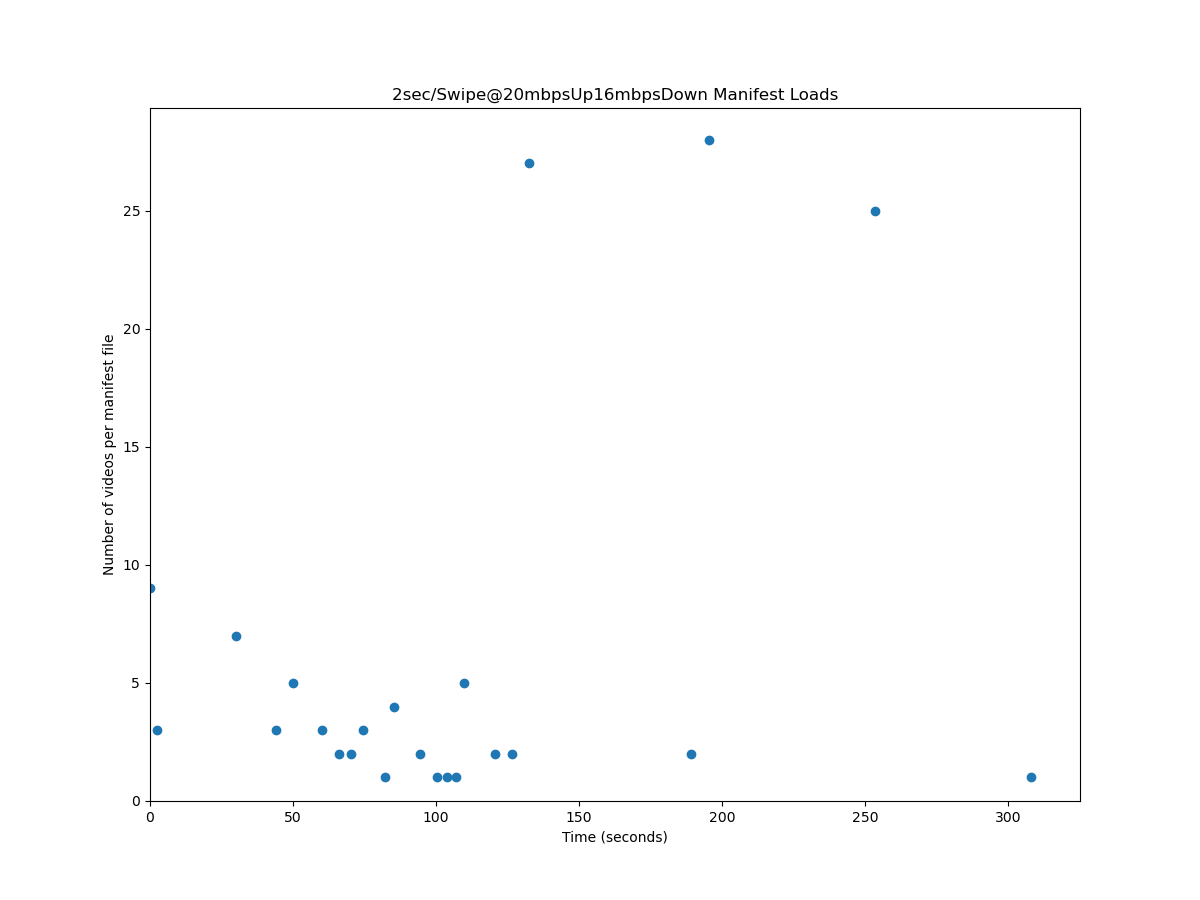 2sec/Swipe@20mbpsUp16mbpsDown Manifest Loads
Number of videos per manifest file
25
20
15
10
5
0
0 50 100 150 200 250 300
Time (seconds)